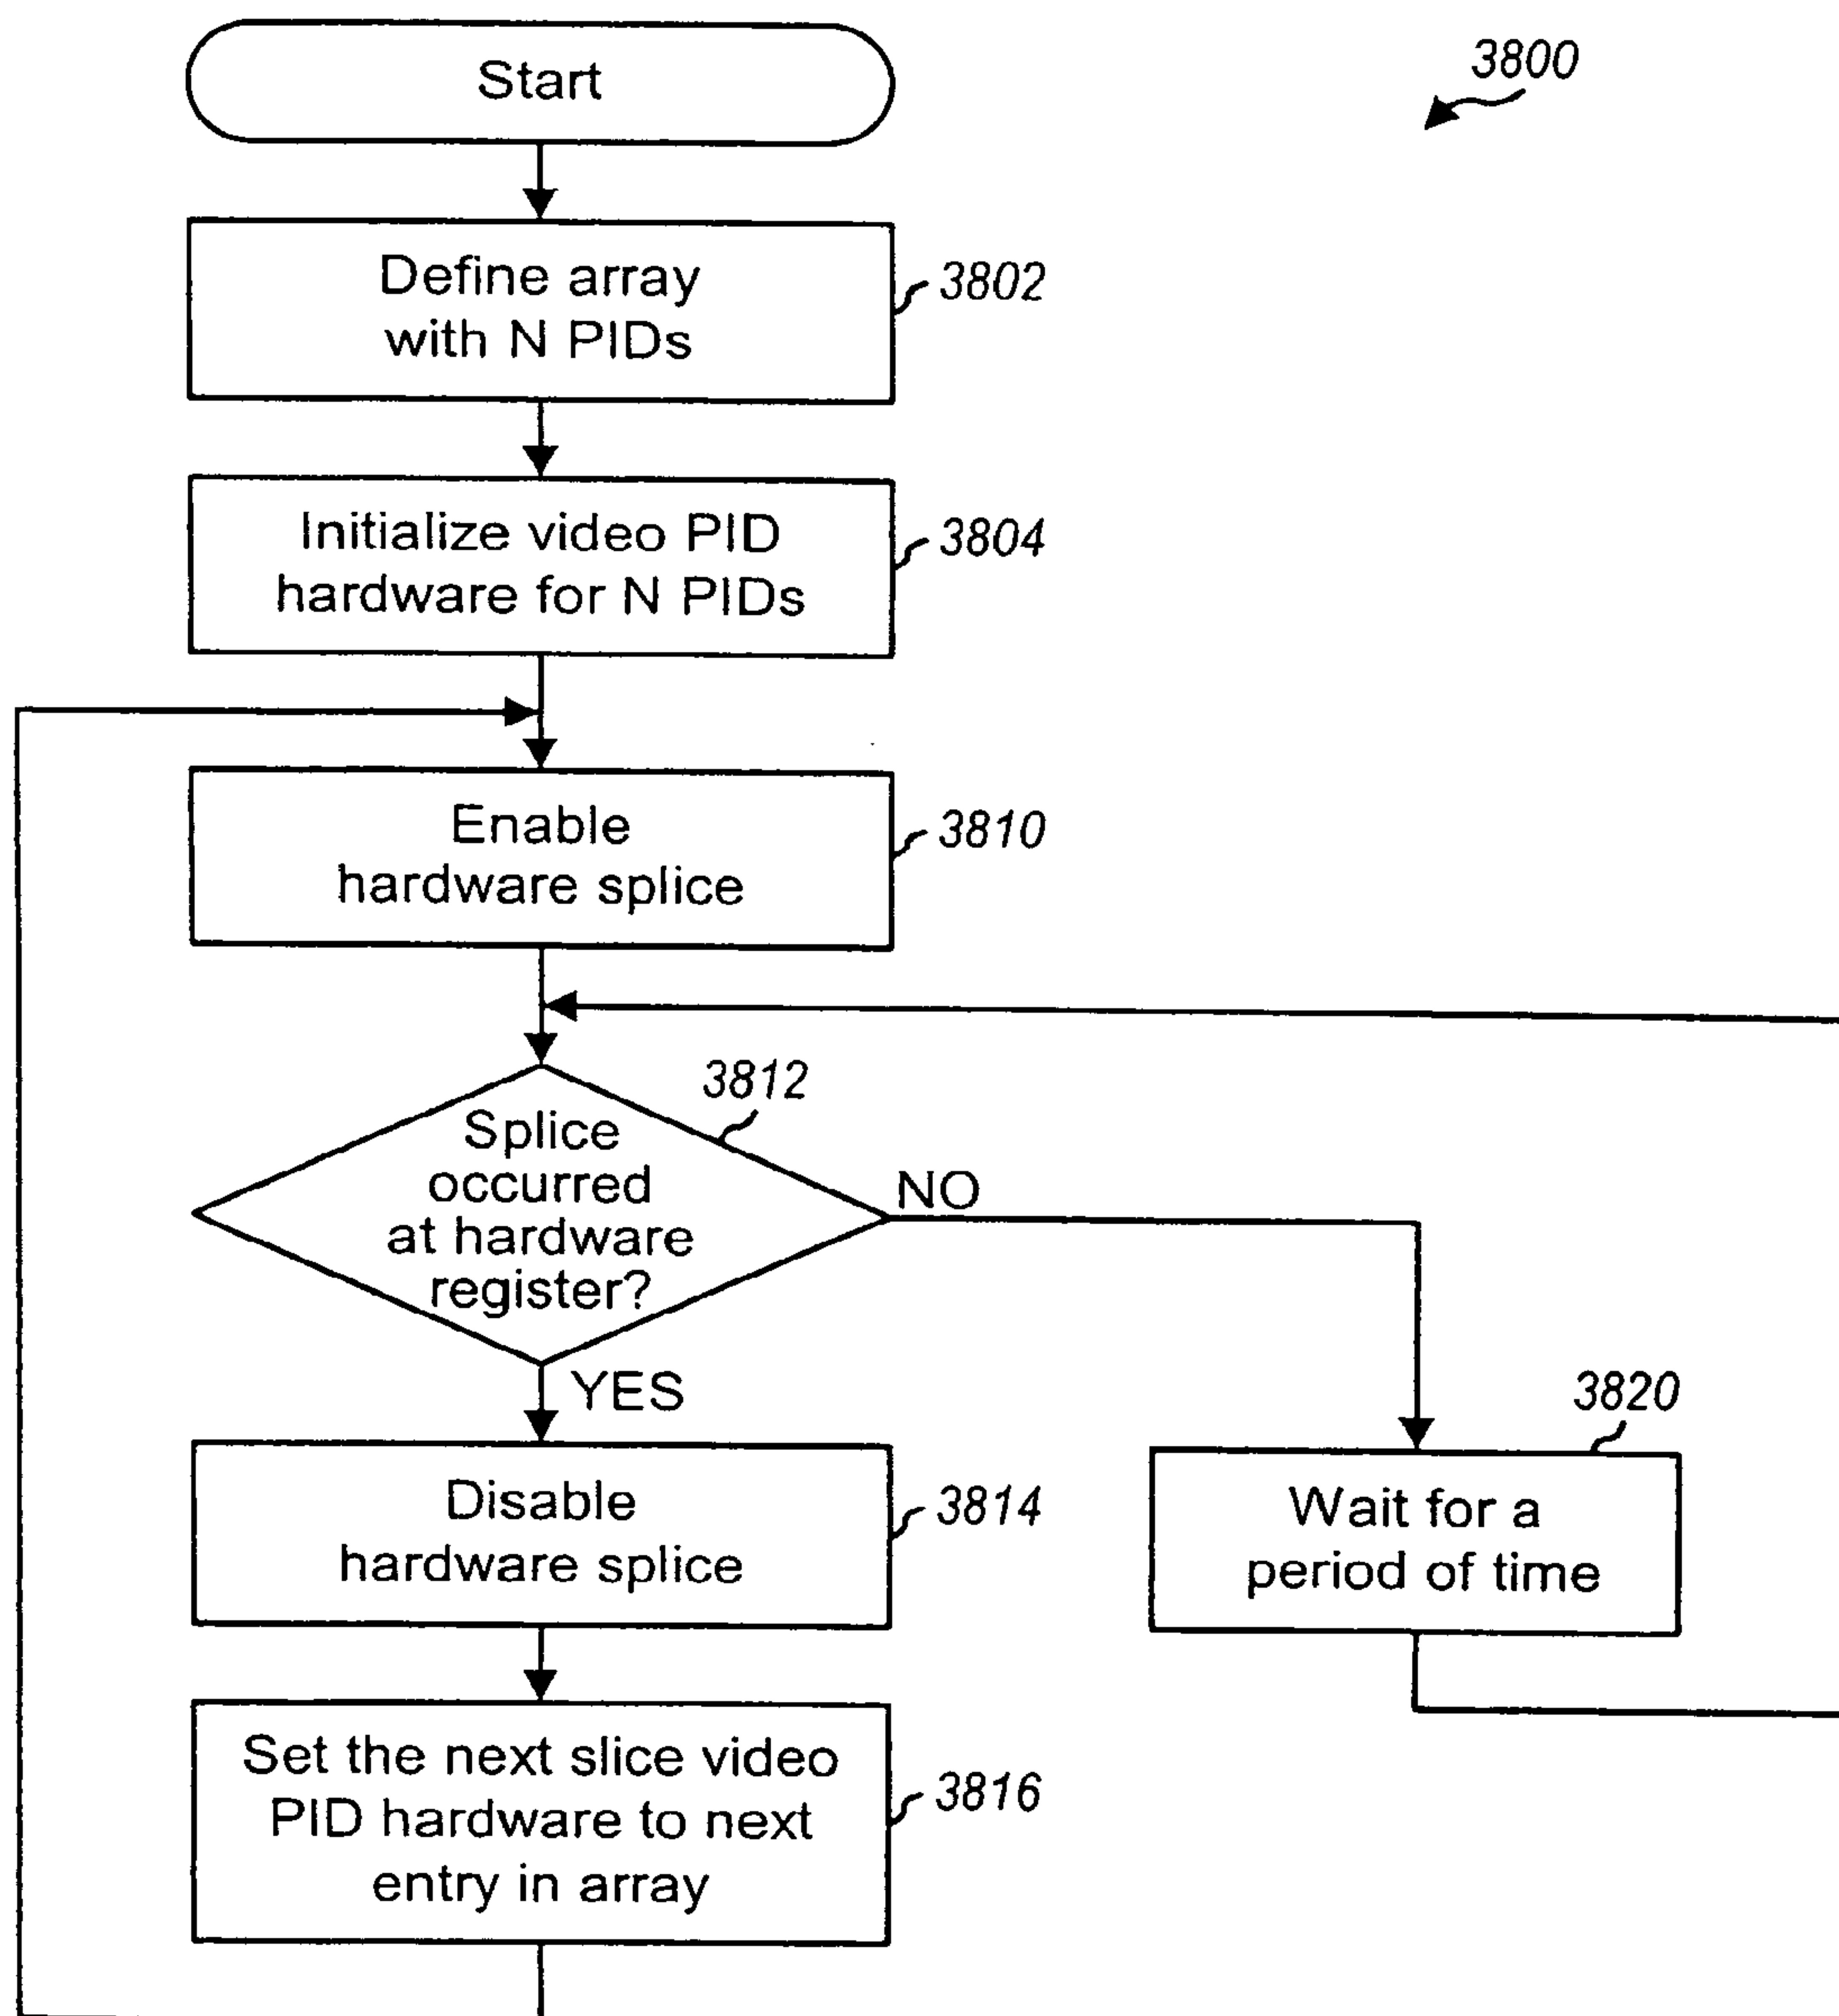 Start
3800
Define array
with N PIDs
3802
Initialize video PID
hardware for N PIDs
3804
Enable
hardware splice
3810
3812
Splice
occurred
at hardware
register?
NO
YES
Disable
hardware splice
3814
3820
Wait for a
period of time
Set the next slice video
PID hardware to next
entry in array
3816